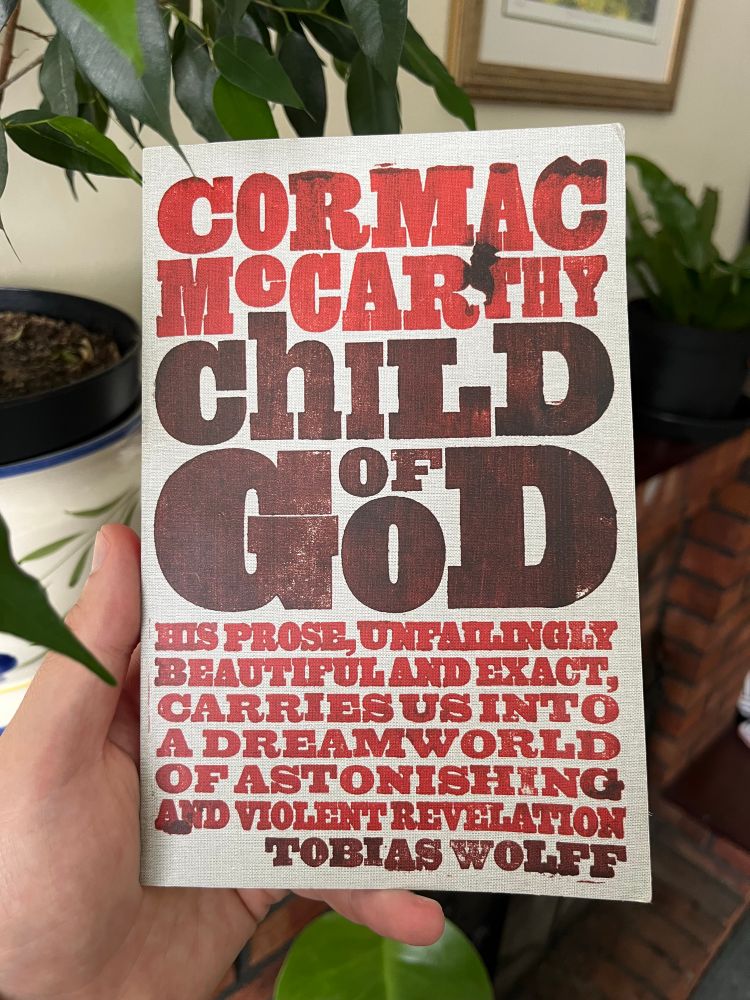 CORMAC
McCARTHY
ChILD
OF
GoD
HIS PROSE, UNFAILINGLY
BEAUTIFUL AND EXACT,
CARRIES US INTO
A DREAMWORLD
OF ASTONISHING
AND VIOLENT REVELATION
TOBIAS WOLFF